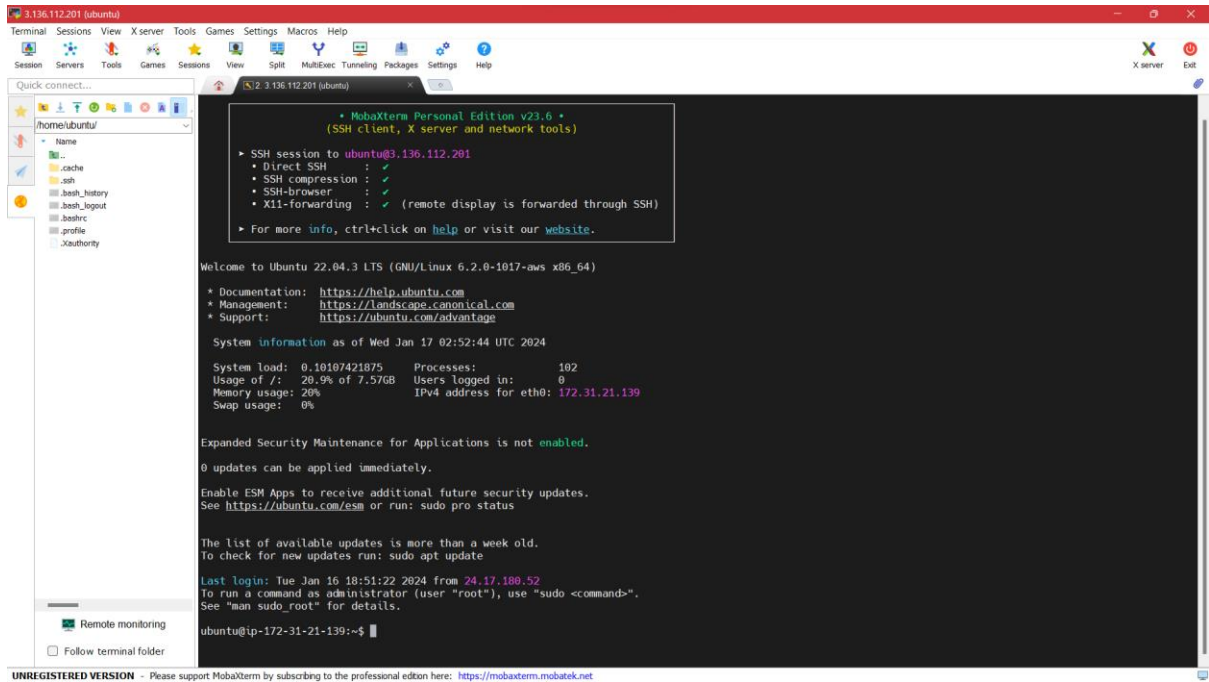 3.136.112.201 (ubuntu)
Terminal Sessions View X server Tools Games Settings Macros Help
Session Servers Tools Games Sessions View Split MultiExec Tunneling Packages Settings Help X server Exit
Quick connect... 2. 3.136.112.201 (ubuntu)
/home/ubuntu/
Name
..
.cache
.ssh
.bash_history
.bash_logout
.bashrc
.profile
.Xauthority
Remote monitoring
Follow terminal folder
• MobaXterm Personal Edition v23.6 •
(SSH client, X server and network tools)
► SSH session to ubuntu@3.136.112.201
• Direct SSH : ✓
• SSH compression : ✓
• SSH-browser : ✓
• X11-forwarding : ✓ (remote display is forwarded through SSH)
► For more info, ctrl+click on help or visit our website.
Welcome to Ubuntu 22.04.3 LTS (GNU/Linux 6.2.0-1017-aws x86_64)
* Documentation: https://help.ubuntu.com
* Management: https://landscape.canonical.com
* Support: https://ubuntu.com/advantage
System information as of Wed Jan 17 02:52:44 UTC 2024
System load: 0.10107421875 Processes: 102
Usage of /: 20.9% of 7.57GB Users logged in: 0
Memory usage: 20% IPv4 address for eth0: 172.31.21.139
Swap usage: 0%
Expanded Security Maintenance for Applications is not enabled.
0 updates can be applied immediately.
Enable ESM Apps to receive additional future security updates.
See https://ubuntu.com/esm or run: sudo pro status
The list of available updates is more than a week old.
To check for new updates run: sudo apt update
Last login: Tue Jan 16 18:51:22 2024 from 24.17.180.52
To run a command as administrator (user "root"), use "sudo <command>".
See "man sudo_root" for details.
ubuntu@ip-172-31-21-139:~$
UNREGISTERED VERSION - Please support MobaXterm by subscribing to the professional edition here: https://mobaxterm.mobatek.net